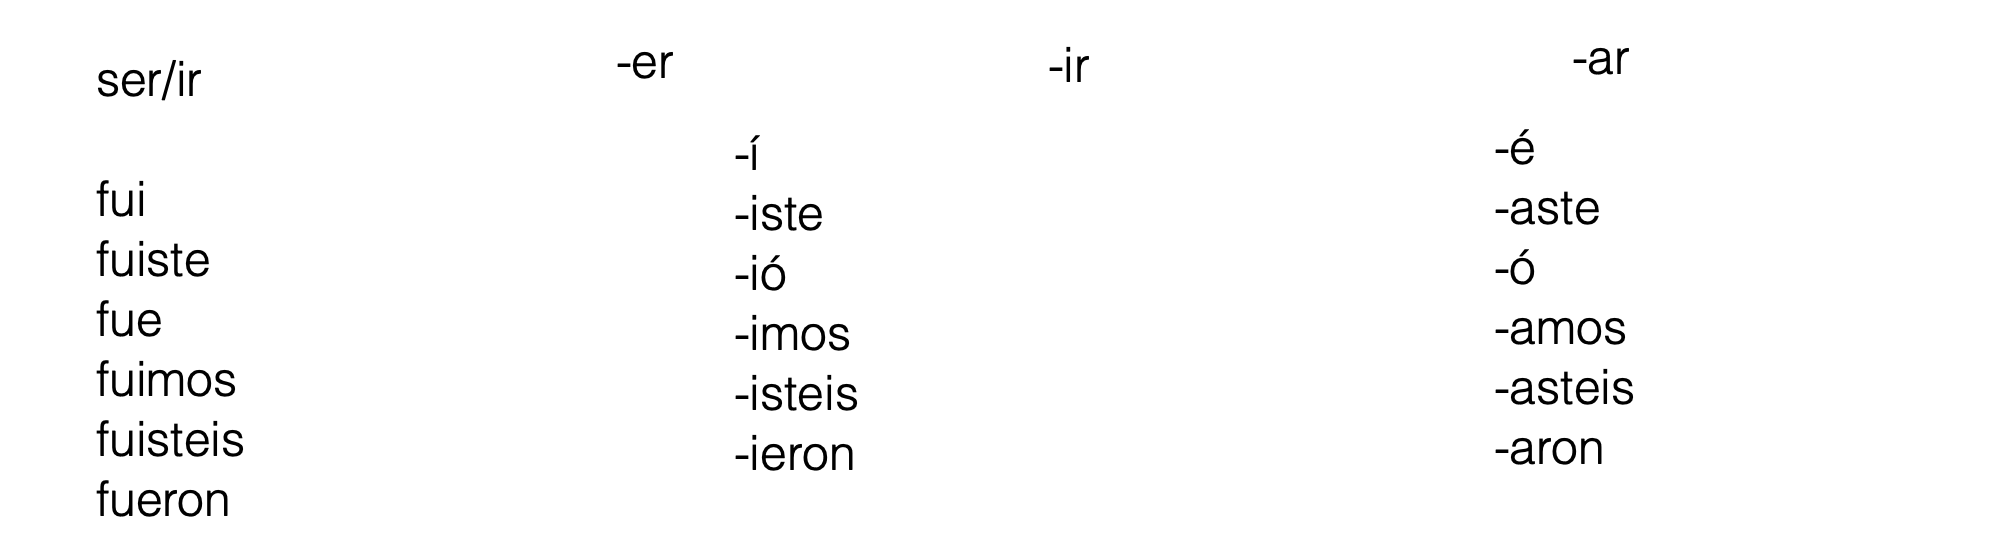 ser/ir
fui
fuiste
fue
fuimos
fuisteis
fueron
-er
-ir
-í
-iste
-ió
-imos
-isteis
-ieron
-ar
-é
-aste
-ó
-amos
-asteis
-aron